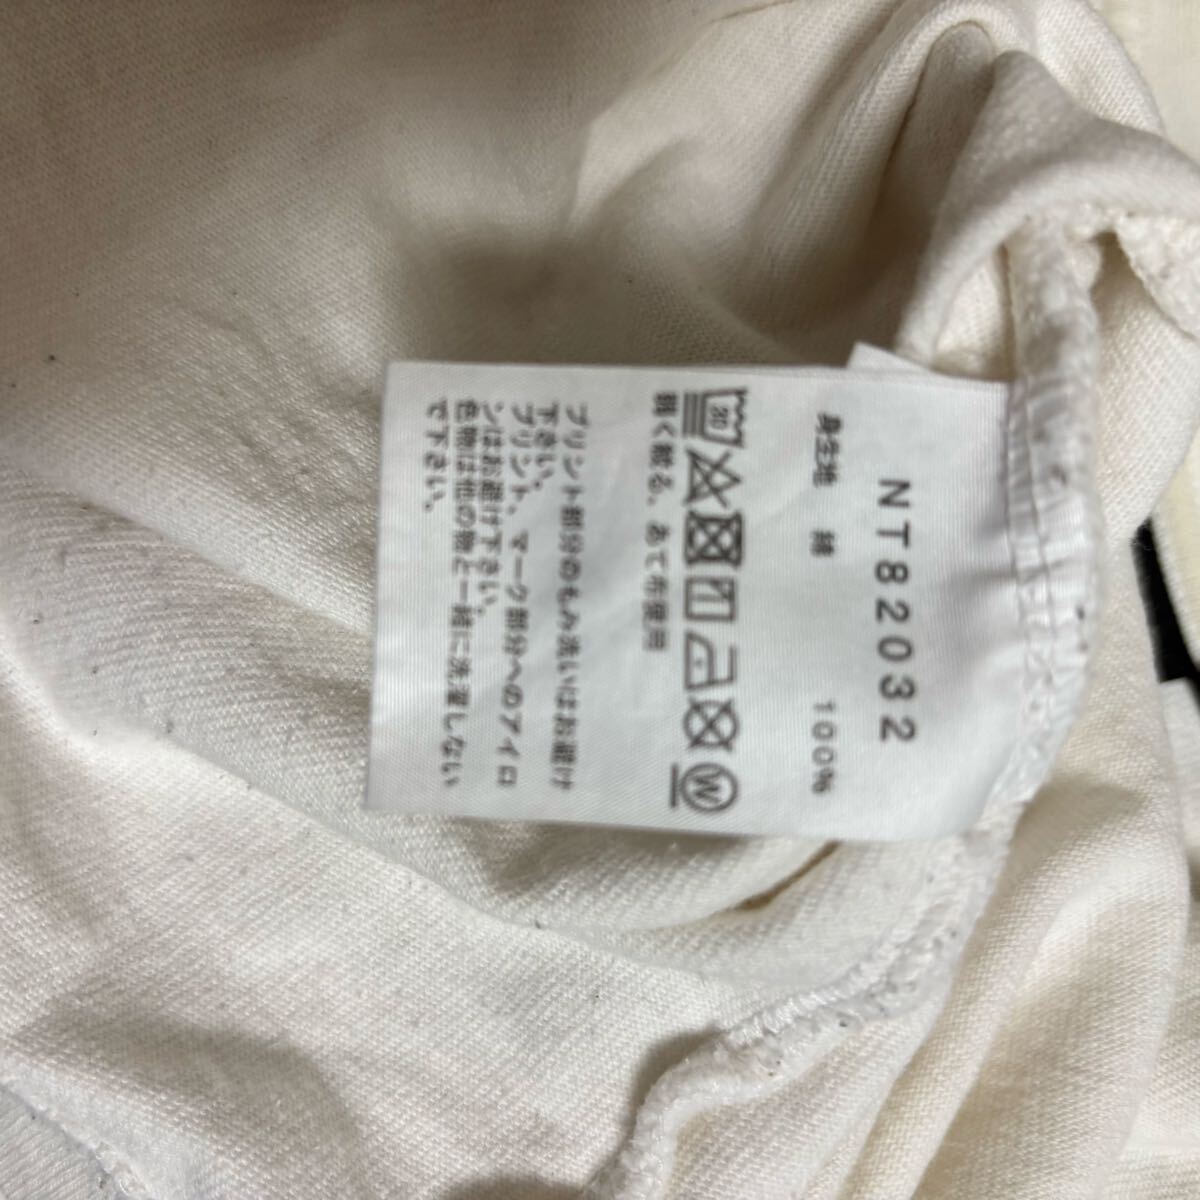 NT82032
身生地 綿 100%
30
W
弱く絞る。あて布使用
プリント部分のもみ洗いはお避け
下さい。
プリント、マーク部分へのアイロ
ンはお避け下さい。
色物は他の物と一緒に洗濯しない
で下さい。